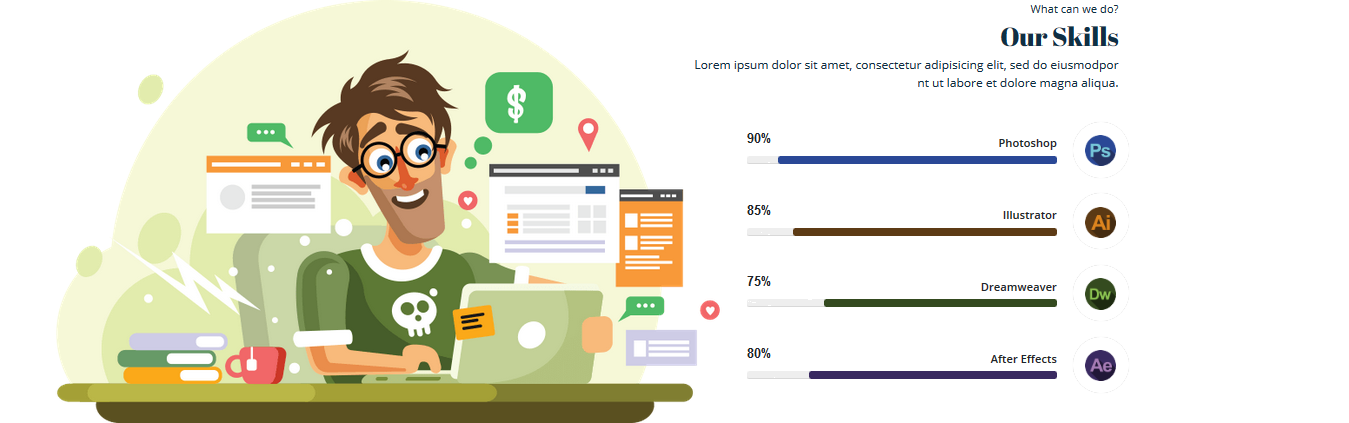 What can we do?
Our Skills
Lorem ipsum dolor sit amet, consectetur adipisicing elit, sed do eiusmodpor
nt ut labore et dolore magna aliqua.
90% Photoshop Ps
85% Illustrator Ai
75% Dreamweaver Dw
80% After Effects Ae
$